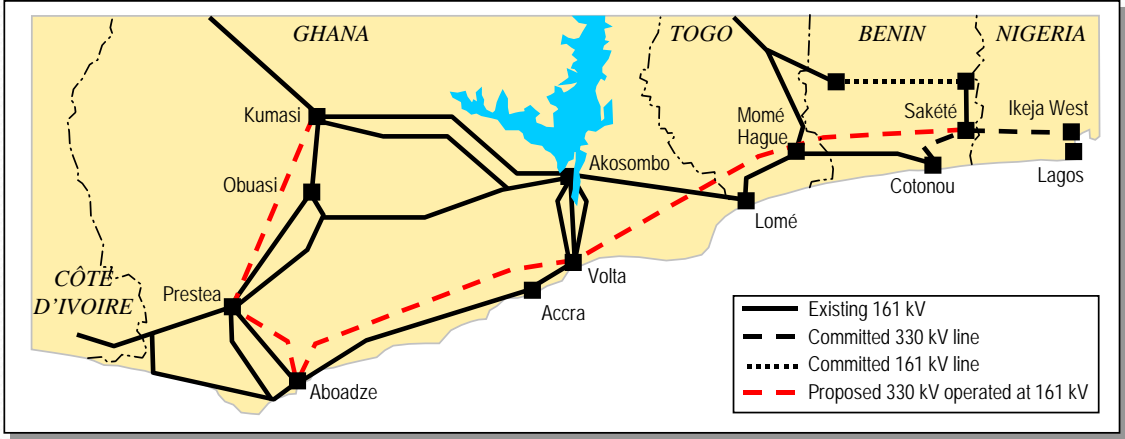 GHANA
TOGO
BENIN
NIGERIA
Kumasi
Momé
Hague
Sakété
Ikeja West
Akosombo
Obuasi
Cotonou
Lagos
Lomé
CÔTE
D'IVOIRE
Prestea
Volta
Accra
Aboadze
Existing 161 kV
Committed 330 kV line
Committed 161 kV line
Proposed 330 kV operated at 161 kV